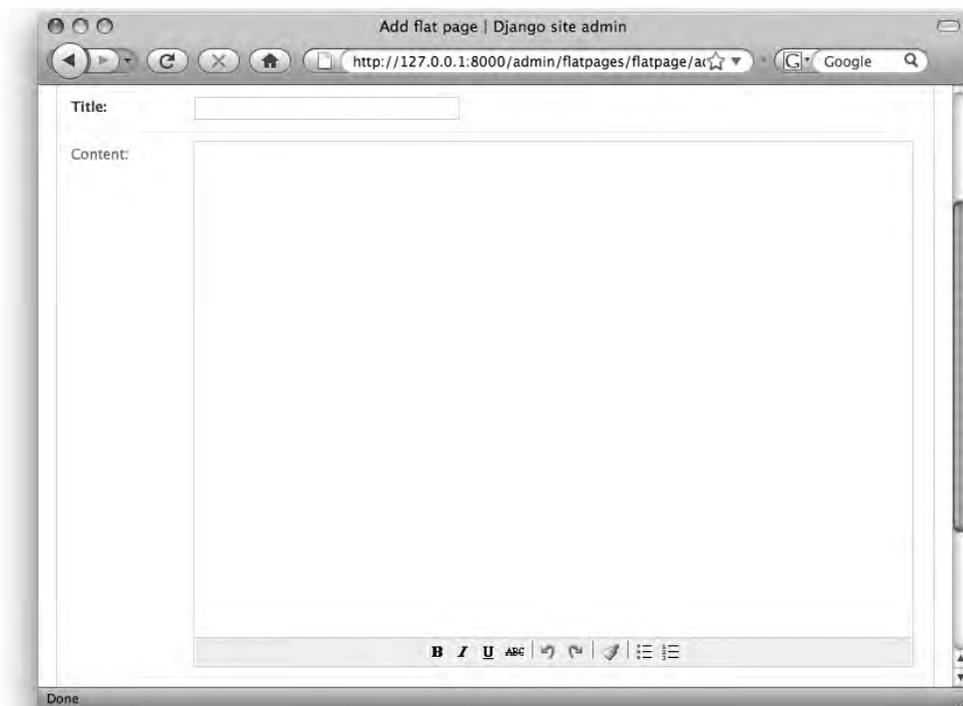 Add flat page | Django site admin
http://127.0.0.1:8000/admin/flatpages/flatpage/a
G Google
Title:
Content:
B I U ABC
Done